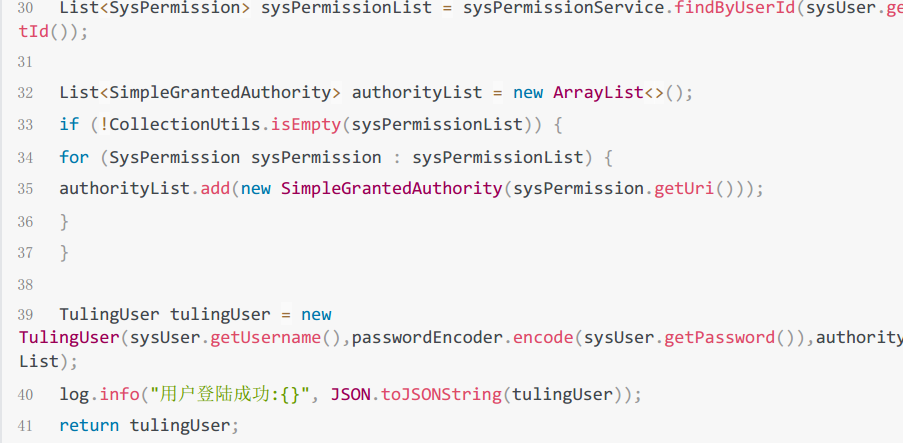 30 List<SysPermission> sysPermissionList = sysPermissionService.findByUserId(sysUser.ge
tId());
31
32 List<SimpleGrantedAuthority> authorityList = new ArrayList<>();
33 if (!CollectionUtils.isEmpty(sysPermissionList)) {
34 for (SysPermission sysPermission : sysPermissionList) {
35 authorityList.add(new SimpleGrantedAuthority(sysPermission.getUri()));
36 }
37 }
38
39 TulingUser tulingUser = new
TulingUser(sysUser.getUsername(),passwordEncoder.encode(sysUser.getPassword()),authority
List);
40 log.info("用户登陆成功:{}", JSON.toJSONString(tulingUser));
41 return tulingUser;